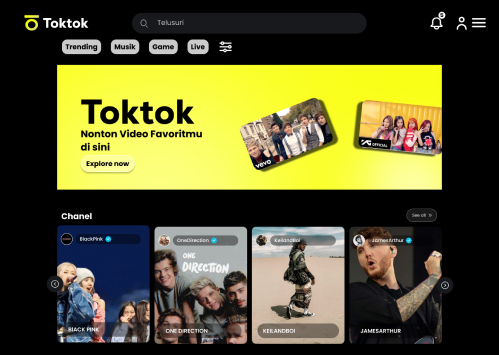 Toktok
Telusuri
Trending
Musik
Game
Live
Toktok
Nonton Video Favoritmu
di sini
Explore now
vevo
YG OFFICIAL
Chanel
See all »
BlackPink
OneDirection
KeilandBoi
JamesArthur
ONE
DIRECTION
BLACK PINK
ONE DIRECTION
KEILANDBOI
JAMESARTHUR